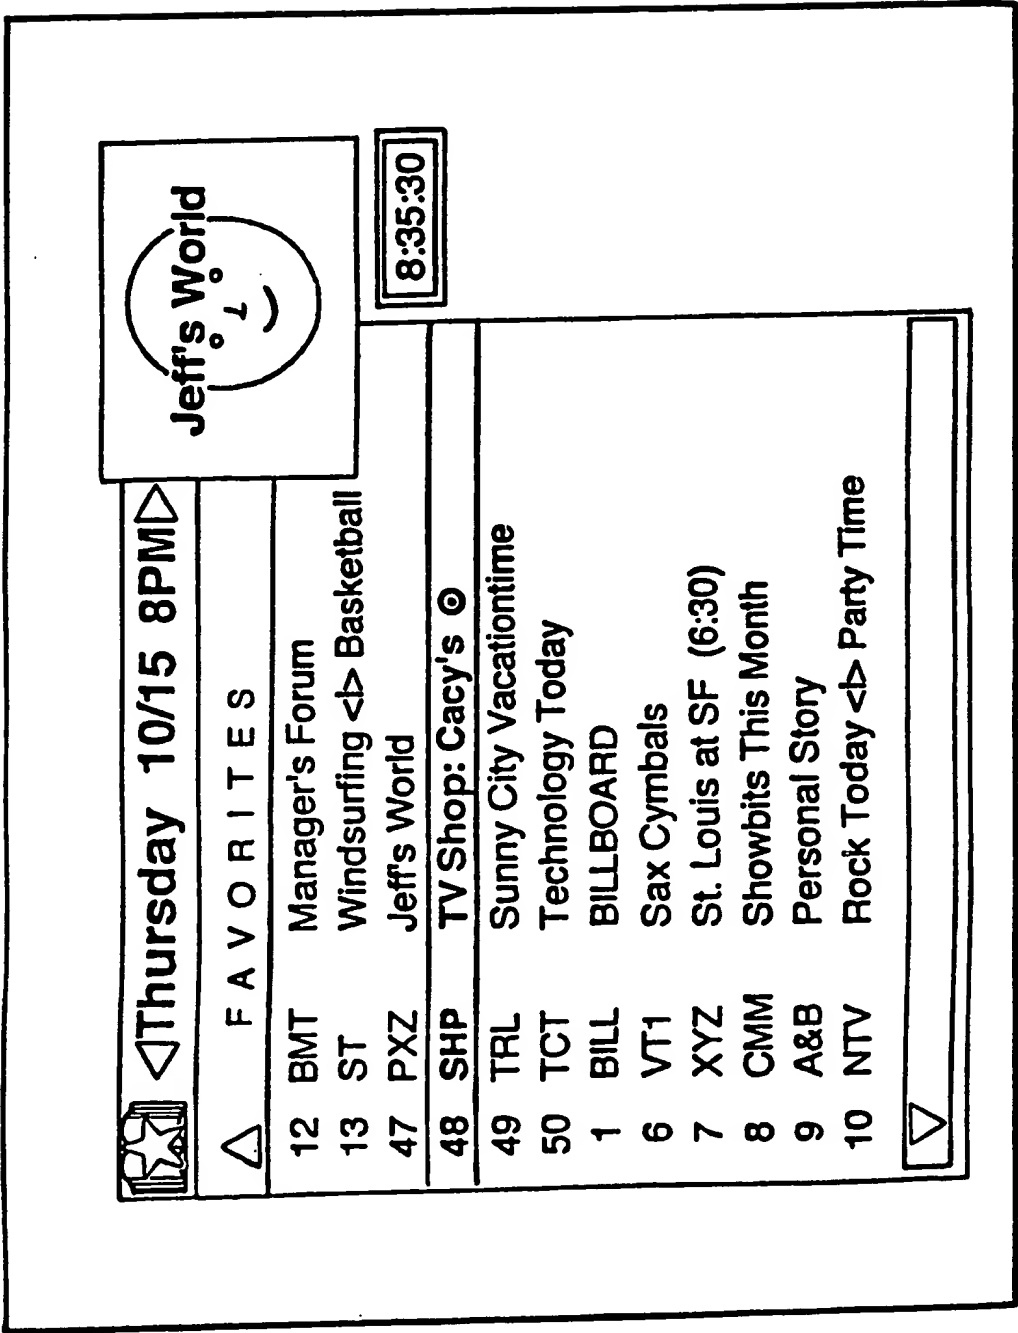 Thursday 10/15 8PM
Jeff's World
FAVORITES
8:35:30
12 BMT Manager's Forum
13 ST Windsurfing <I> Basketball
47 PXZ Jeff's World
48 SHP TV Shop: Cacy's
49 TRL Sunny City Vacationtime
50 TCT Technology Today
1 BILL BILLBOARD
6 VT1 Sax Cymbals
7 XYZ St. Louis at SF (6:30)
8 CMM Showbits This Month
9 A&B Personal Story
10 NTV Rock Today <I> Party Time